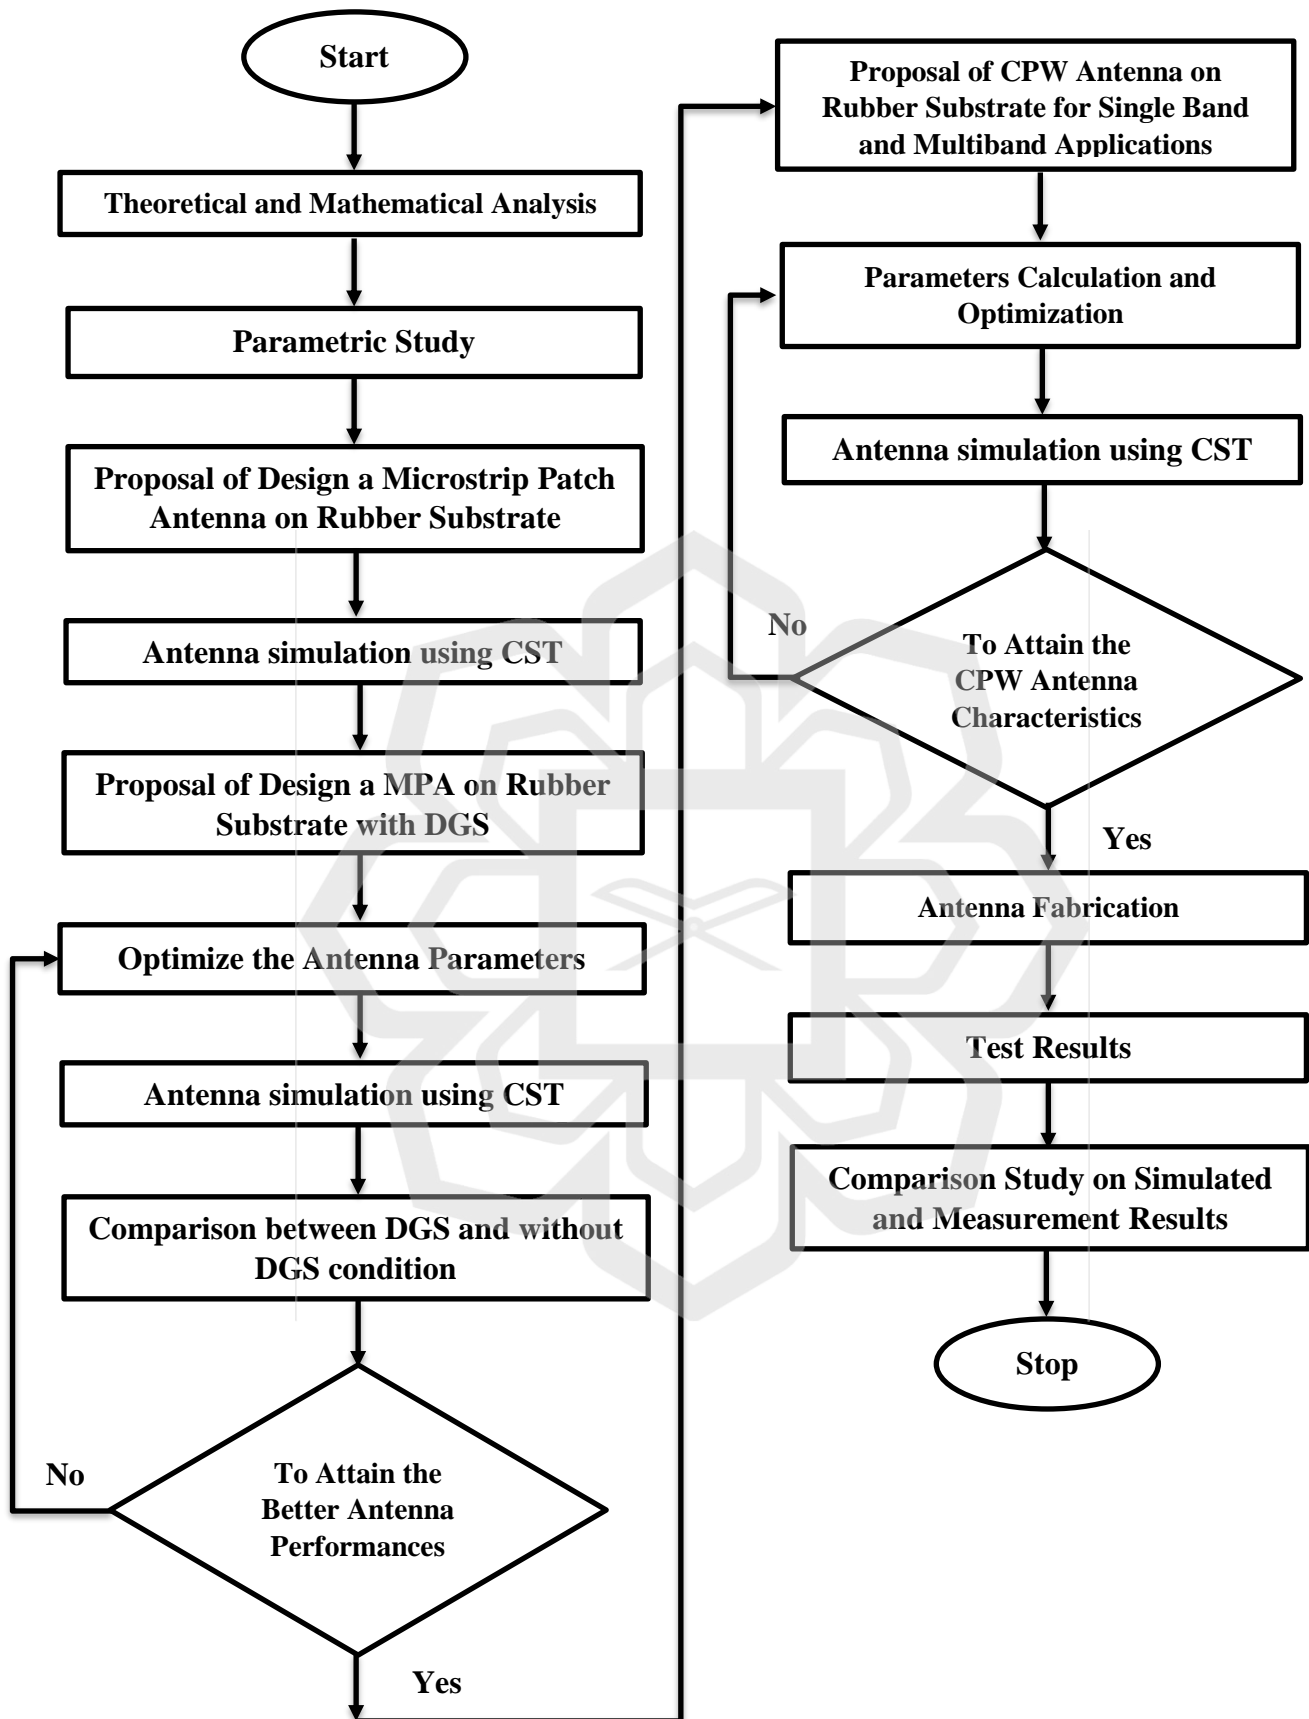 Start
Theoretical and Mathematical Analysis
Parametric Study
Proposal of Design a Microstrip Patch
Antenna on Rubber Substrate
Antenna simulation using CST
Proposal of Design a MPA on Rubber
Substrate with DGS
Optimize the Antenna Parameters
Antenna simulation using CST
Comparison between DGS and without
DGS condition
No
To Attain the
Better Antenna
Performances
Yes
Proposal of CPW Antenna on
Rubber Substrate for Single Band
and Multiband Applications
Parameters Calculation and
Optimization
Antenna simulation using CST
No
To Attain the
CPW Antenna
Characteristics
Yes
Antenna Fabrication
Test Results
Comparison Study on Simulated
and Measurement Results
Stop